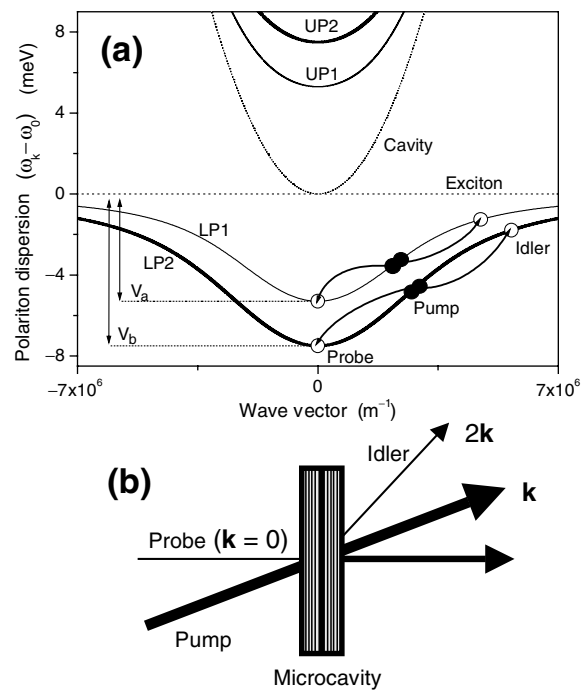 (a)
UP2
UP1
Cavity
Exciton
LP1
LP2
Idler
Pump
Probe
V_a
V_b
8
4
0
−4
−8
Polariton dispersion (ω_k−ω_0) (meV)
−7x10^6
0
7x10^6
Wave vector (m^−1)
(b)
Idler
2k
k
Probe (k = 0)
Pump
Microcavity